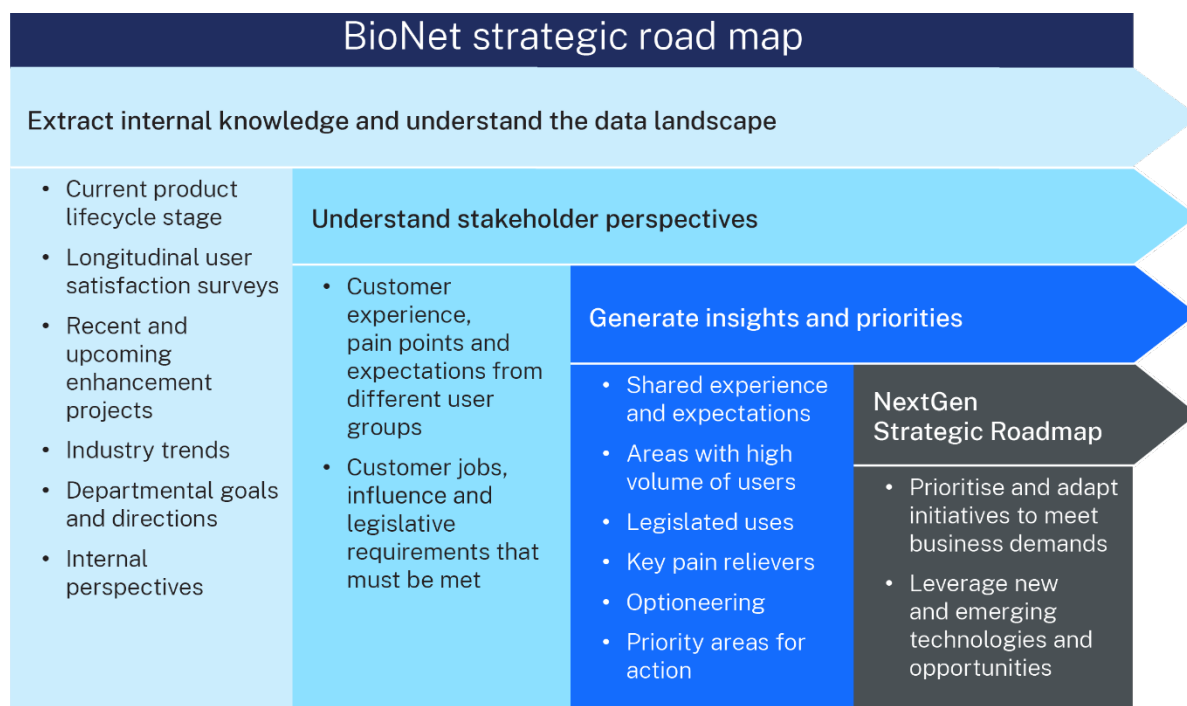 BioNet strategic road map
Extract internal knowledge and understand the data landscape
• Current product
lifecycle stage
• Longitudinal user
satisfaction surveys
• Recent and
upcoming
enhancement
projects
• Industry trends
• Departmental goals
and directions
• Internal
perspectives
Understand stakeholder perspectives
• Customer
experience,
pain points and
expectations from
different user
groups
• Customer jobs,
influence and
legislative
requirements that
must be met
Generate insights and priorities
• Shared experience
and expectations
• Areas with high
volume of users
• Legislated uses
• Key pain relievers
• Optioneering
• Priority areas for
action
NextGen
Strategic Roadmap
• Prioritise and adapt
initiatives to meet
business demands
• Leverage new
and emerging
technologies and
opportunities